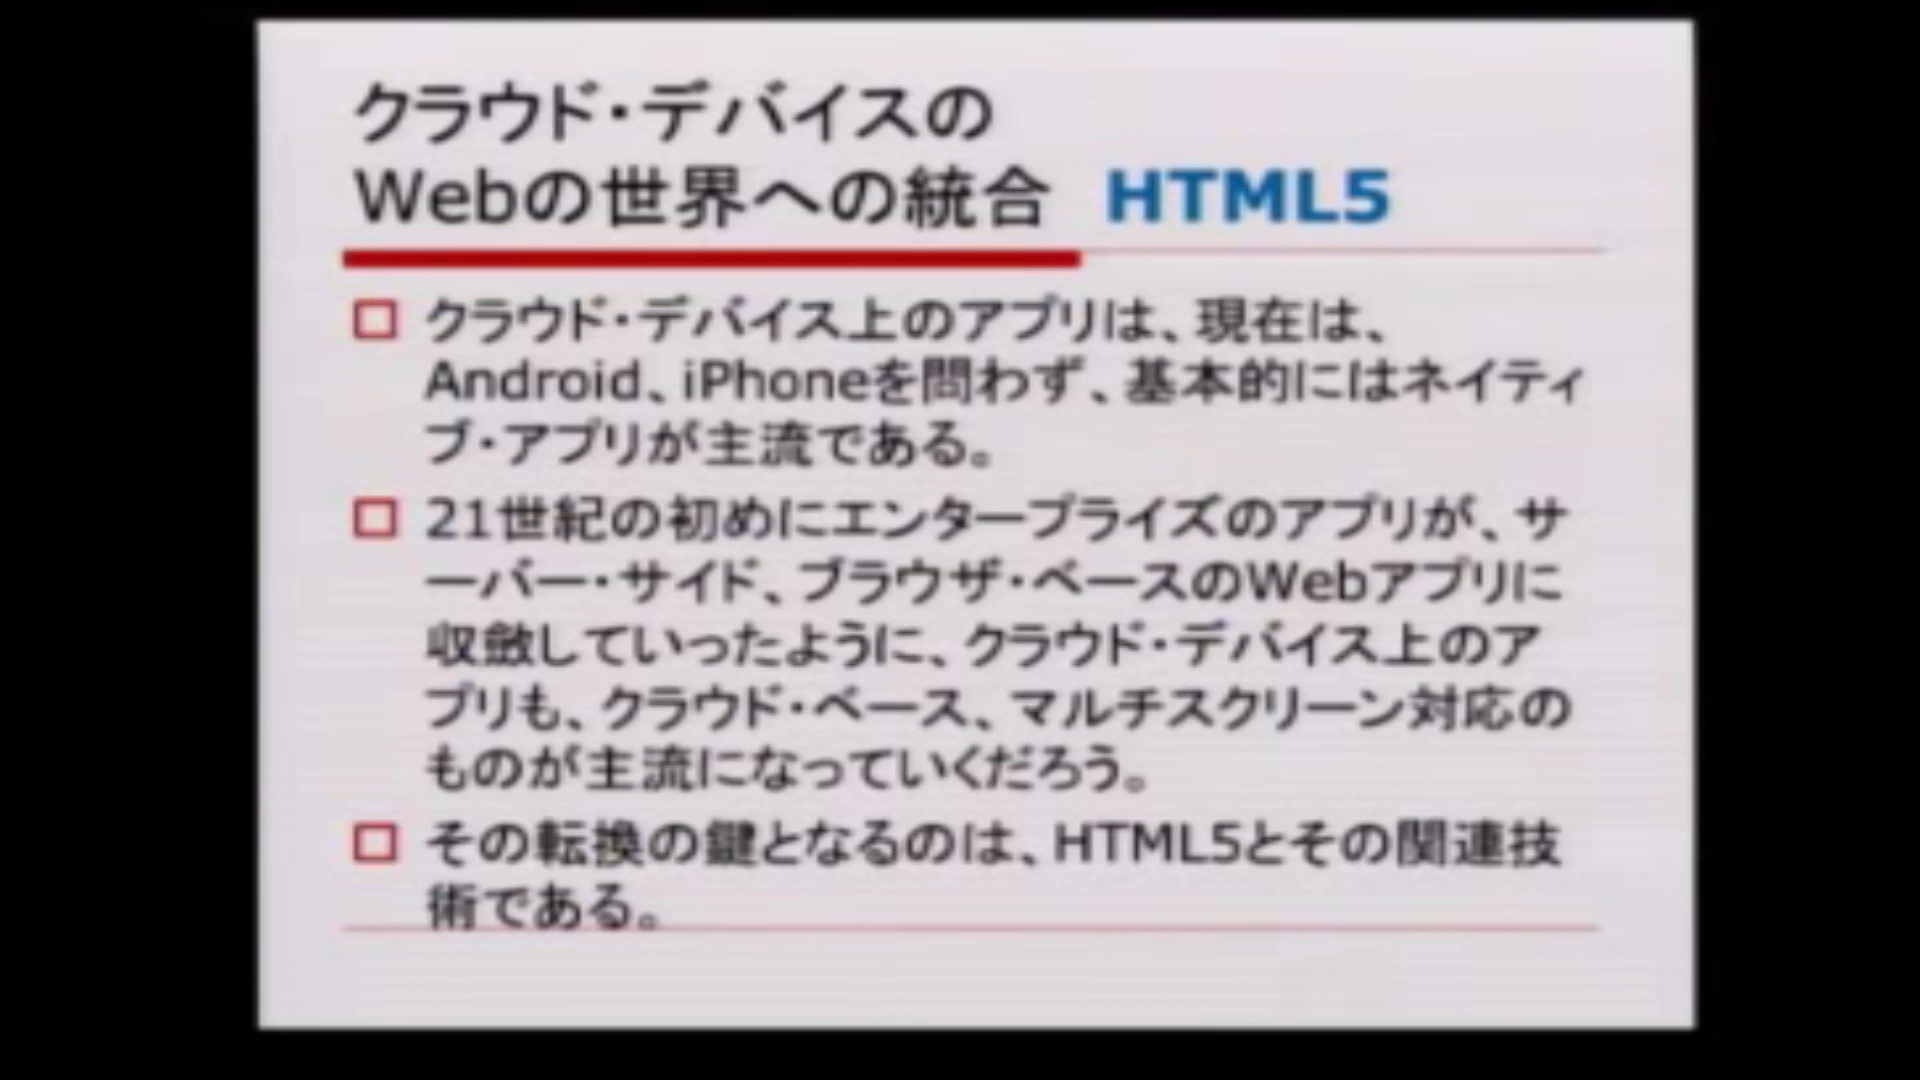 クラウド・デバイスの
Webの世界への統合 HTML5
クラウド・デバイス上のアプリは、現在は、
Android、iPhoneを問わず、基本的にはネイティ
ブ・アプリが主流である。
21世紀の初めにエンタープライズのアプリが、サ
ーバー・サイド、ブラウザ・ベースのWebアプリに
収斂していったように、クラウド・デバイス上のア
プリも、クラウド・ベース、マルチスクリーン対応の
ものが主流になっていくだろう。
その転換の鍵となるのは、HTML5とその関連技
術である。